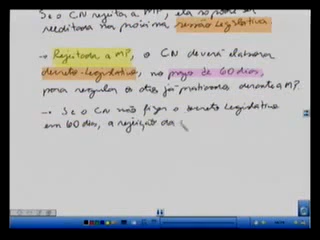 Se o CN rejeita a MP, ela só pode ser
reeditada na próxima sessão legislativa
→ Rejeitada a MP, o CN deverá elaborar
decreto-legislativo, no prazo de 60 dias,
para regular os atos já praticados durante a MP.
→ Se o CN não fizer o decreto legislativo
em 60 dias, a rejeição da